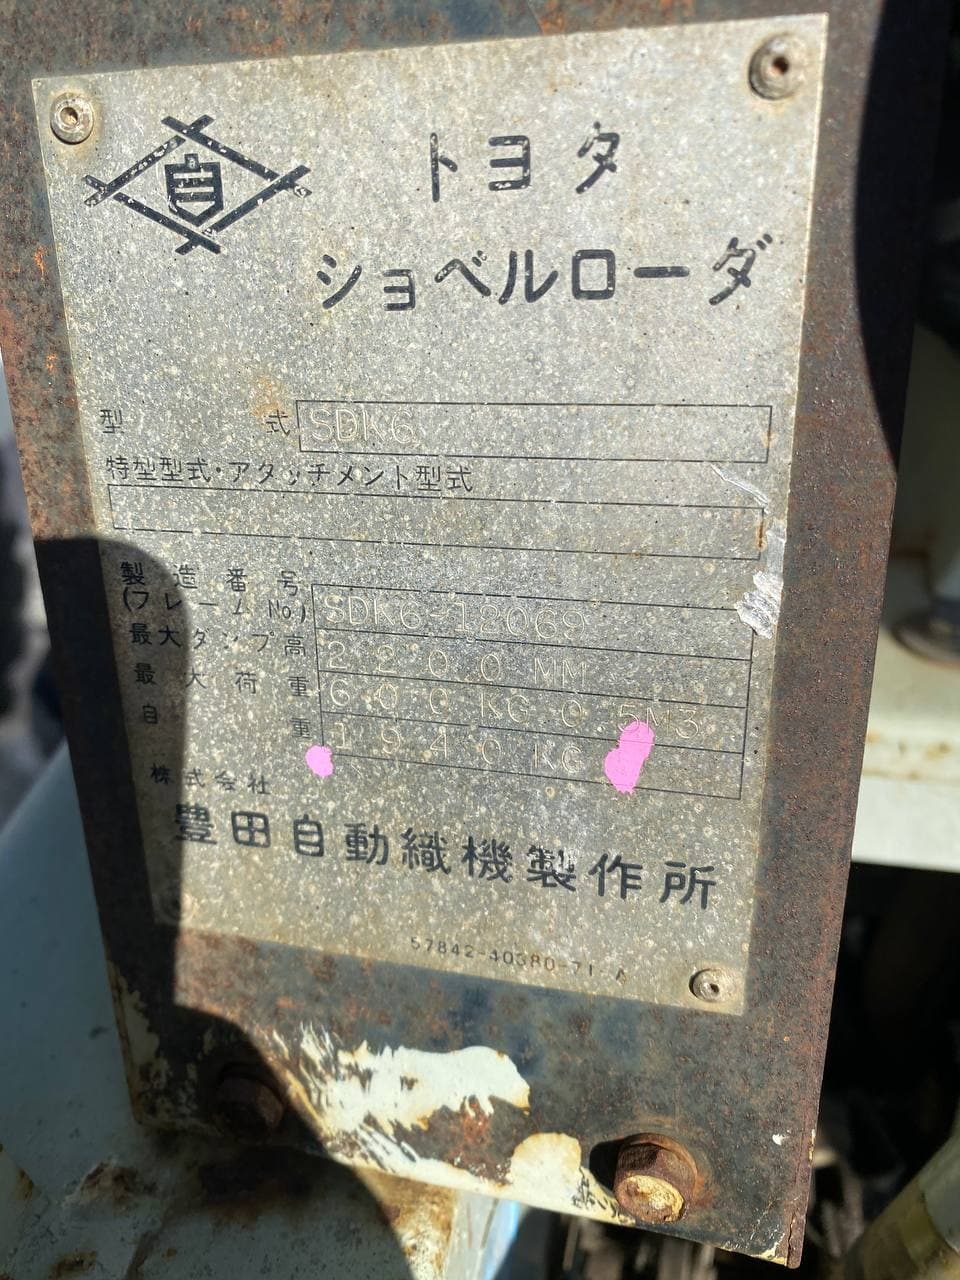 自
トヨタ
ショベルローダ
型式 SDK6
特型型式・アタッチメント型式
製造番号
(フレームNo.) SDK6-12069
最大ダンプ高 2200MM
最大荷重 600KG 0.5M3
自重 1940KG
株式会社
豊田自動織機製作所
57842-40380-71 A